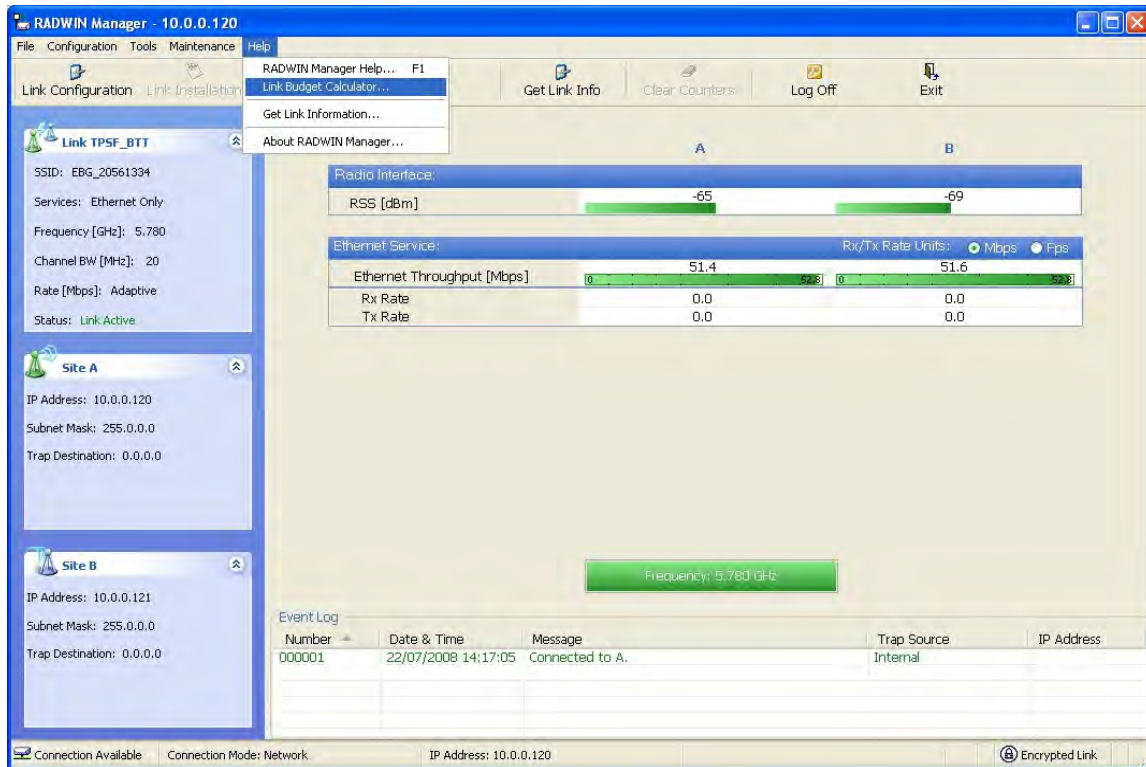 RADWIN Manager - 10.0.0.120
File Configuration Tools Maintenance Help
RADWIN Manager Help... F1
Link Budget Calculator...
Get Link Information...
About RADWIN Manager...
Link Configuration Link Installation Get Link Info Clear Counters Log Off Exit
Link TPSF_BTT
SSID: EBG_20561334
Services: Ethernet Only
Frequency [GHz]: 5.780
Channel BW [MHz]: 20
Rate [Mbps]: Adaptive
Status: Link Active
Site A
IP Address: 10.0.0.120
Subnet Mask: 255.0.0.0
Trap Destination: 0.0.0.0
Site B
IP Address: 10.0.0.121
Subnet Mask: 255.0.0.0
Trap Destination: 0.0.0.0
A B
Radio Interface:
RSS [dBm] -65 -69
Ethernet Service: Rx/Tx Rate Units: Mbps Fps
Ethernet Throughput [Mbps] 51.4 51.6
0 52.8 0 52.8
Rx Rate 0.0 0.0
Tx Rate 0.0 0.0
Frequency: 5.780 GHz
Event Log
Number Date & Time Message Trap Source IP Address
000001 22/07/2008 14:17:05 Connected to A. Internal
Connection Available Connection Mode: Network IP Address: 10.0.0.120 Encrypted Link